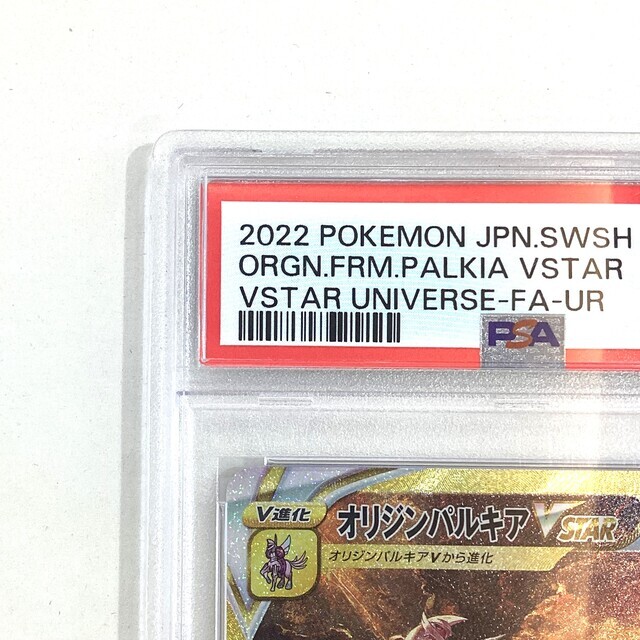 2022 POKEMON JPN.SWSH
ORGN.FRM.PALKIA VSTAR
VSTAR UNIVERSE-FA-UR
PSA
V進化
オリジンパルキア VSTAR
オリジンパルキアVから進化